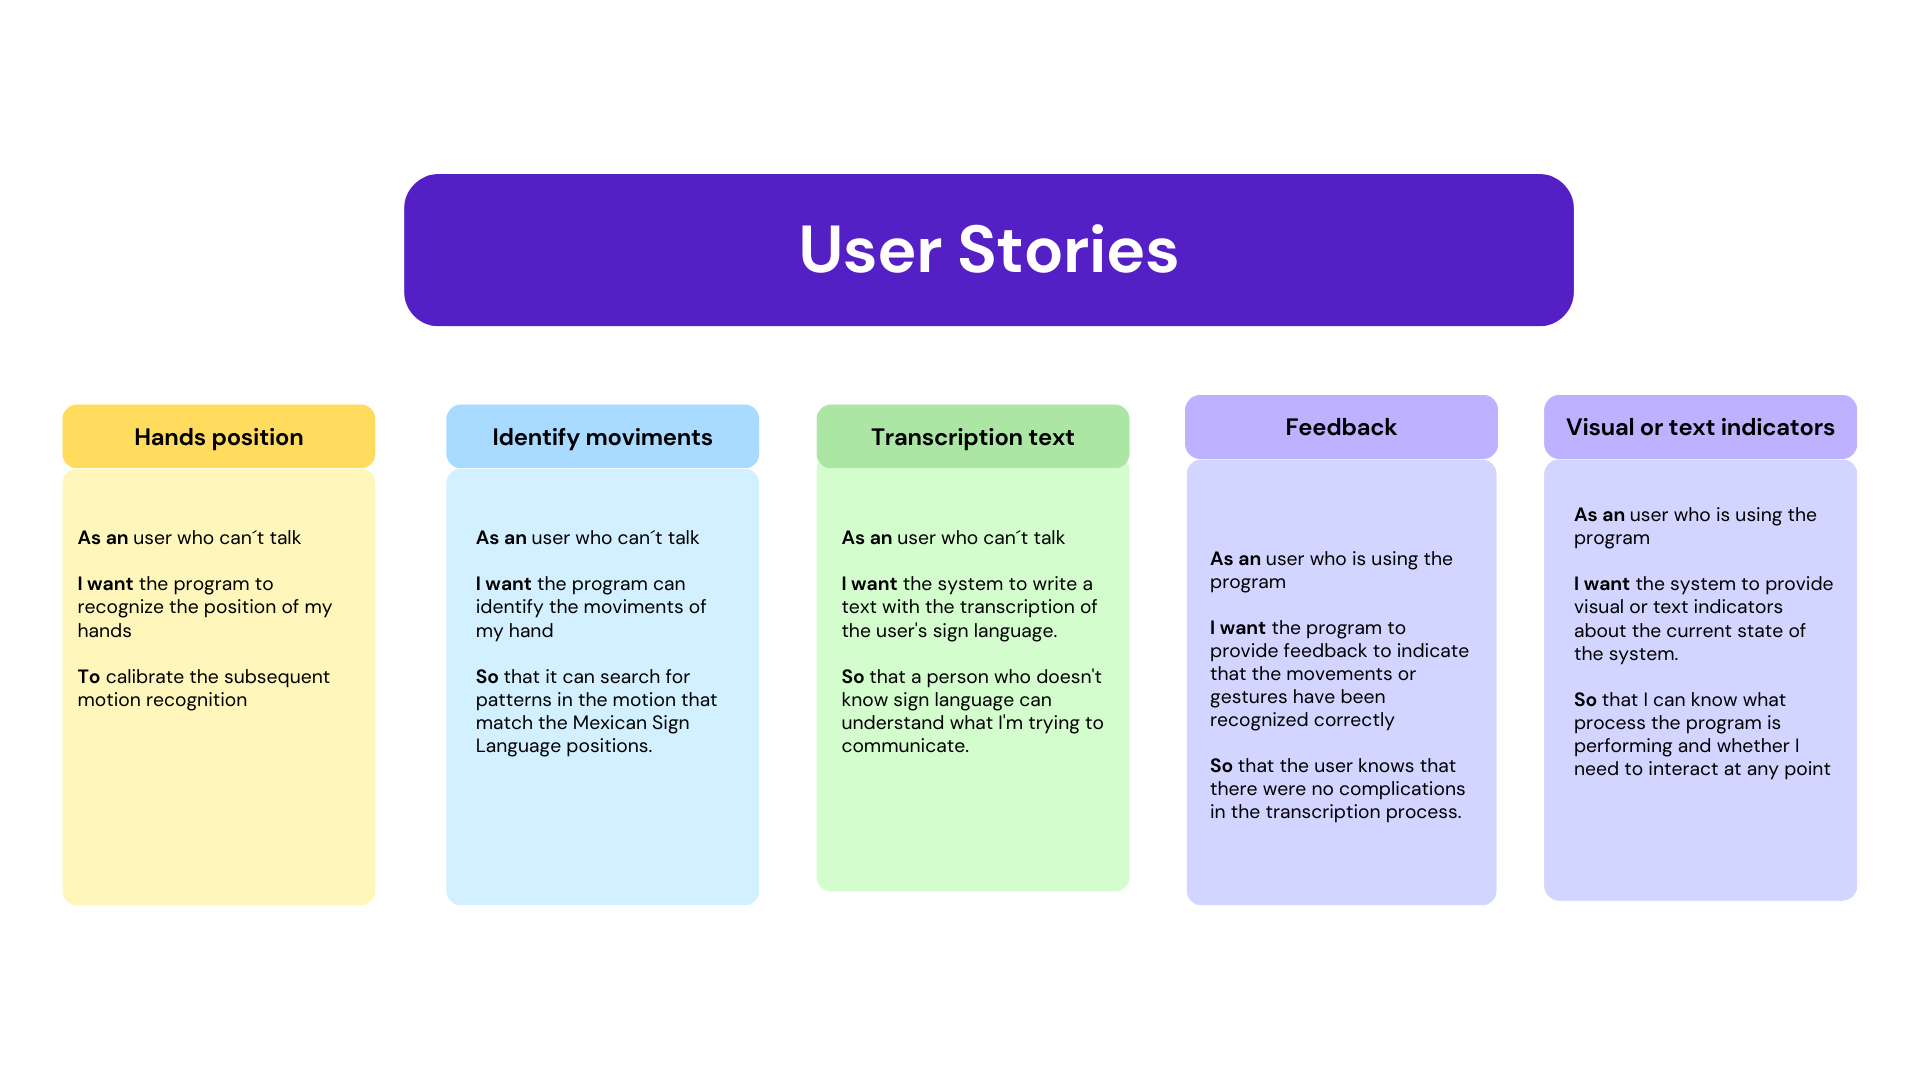 User Stories
Hands position
As an user who can´t talk
I want the program to
recognize the position of my
hands
To calibrate the subsequent
motion recognition
Identify moviments
As an user who can´t talk
I want the program can
identify the moviments of
my hand
So that it can search for
patterns in the motion that
match the Mexican Sign
Language positions.
Transcription text
As an user who can´t talk
I want the system to write a
text with the transcription of
the user's sign language.
So that a person who doesn't
know sign language can
understand what I'm trying to
communicate.
Feedback
As an user who is using the
program
I want the program to
provide feedback to indicate
that the movements or
gestures have been
recognized correctly
So that the user knows that
there were no complications
in the transcription process.
Visual or text indicators
As an user who is using the
program
I want the system to provide
visual or text indicators
about the current state of
the system.
So that I can know what
process the program is
performing and whether I
need to interact at any point